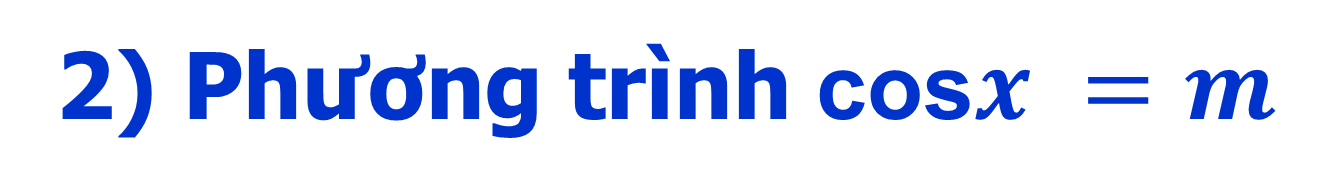 2) Phương trình cosx = m